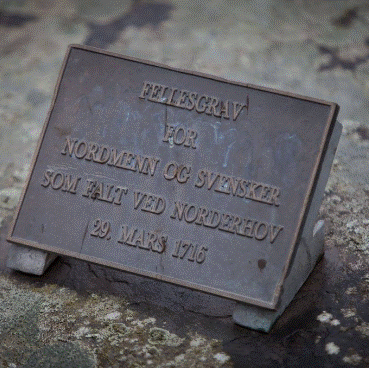 FELLESGRAV
FOR
NORDMENN OG SVENSKER
SOM FALT VED NORDERHOV
29. MARS 1716